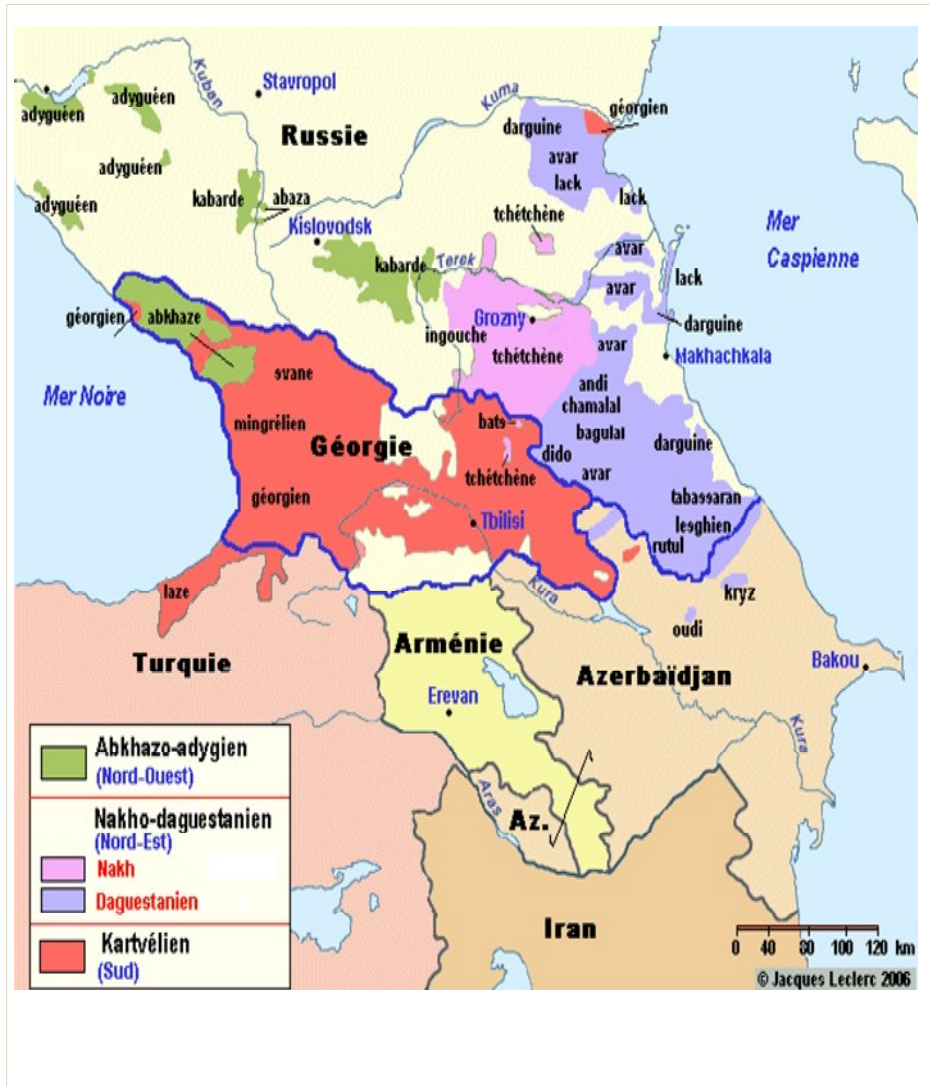 Stavropol
Kuban
adyguéen
adyguéen
Kuma
géorgien
Russie
darguine
avar
lack
adyguéen
kabarde
abaza
lack
adyguéen
tchétchène
Kislovodsk
Mer
Caspienne
kabarde
Terek
avar
lack
avar
géorgien
abkhaze
ingouche
Grozny
darguine
tchétchène
avar
Makhachkala
svane
andi
chamalal
Mer Noire
mingrélien
bats
bagulal
darguine
Géorgie
dido
tchétchène
avar
géorgien
tabassaran
Tbilisi
lesghien
rutul
laze
Kura
kryz
oudi
Arménie
Turquie
Azerbaïdjan
Bakou
Erevan
Kura
Aras
Az.
Iran
Abkhazo-adygien
(Nord-Ouest)
Nakho-daguestanien
(Nord-Est)
Nakh
Daguestanien
Kartvélien
(Sud)
0 40 80 100 120 km
© Jacques Leclerc 2006